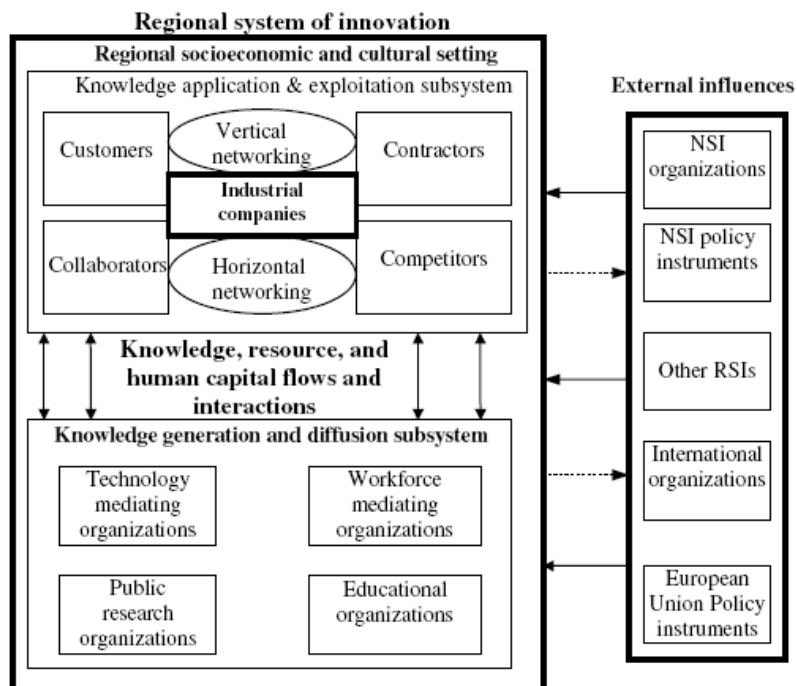 Regional system of innovation
Regional socioeconomic and cultural setting
Knowledge application & exploitation subsystem
Customers
Vertical
networking
Contractors
Industrial
companies
Collaborators
Horizontal
networking
Competitors
Knowledge, resource, and
human capital flows and
interactions
Knowledge generation and diffusion subsystem
Technology
mediating
organizations
Workforce
mediating
organizations
Public
research
organizations
Educational
organizations
External influences
NSI
organizations
NSI policy
instruments
Other RSIs
International
organizations
European
Union Policy
instruments